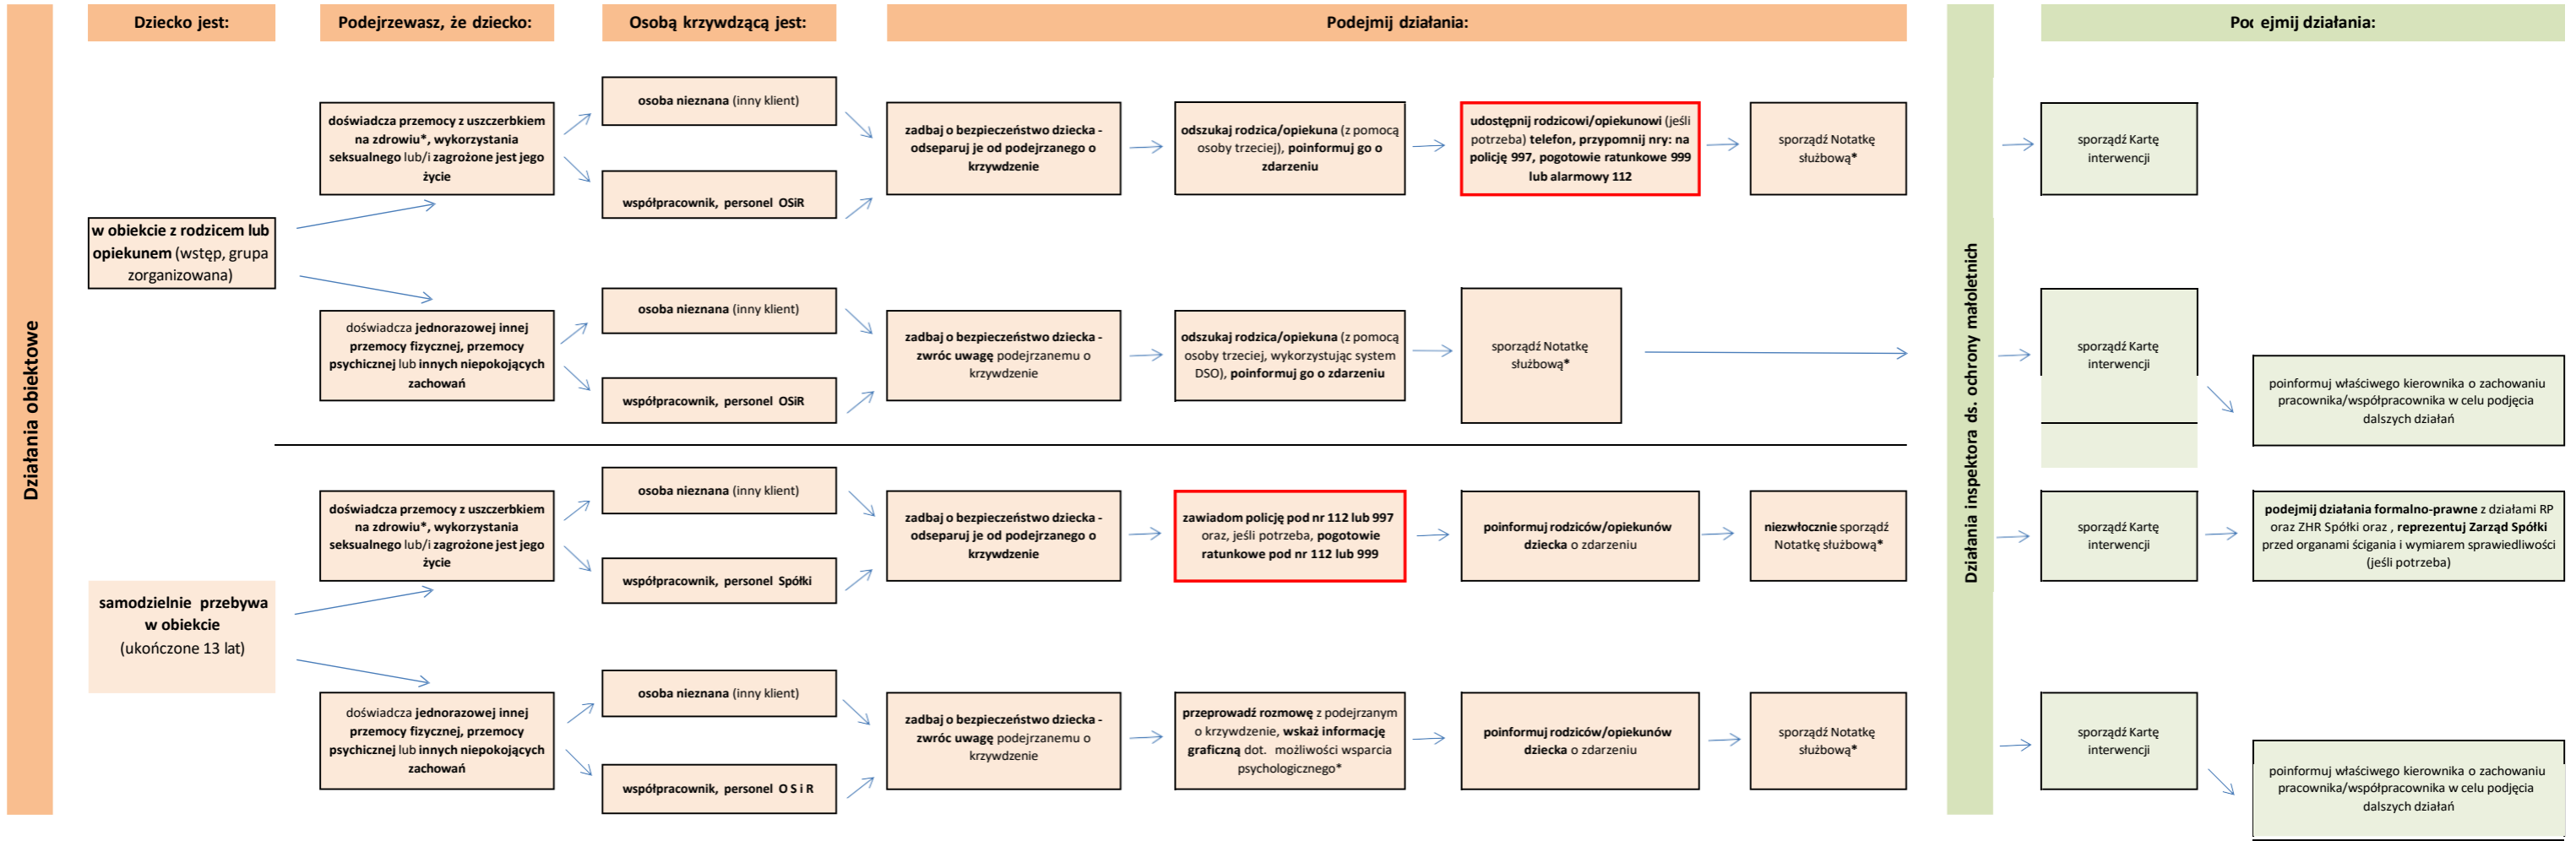 Dziecko jest:
Podejrzewasz, że dziecko:
Osobą krzywdzącą jest:
Podejmij działania:
Poc ejmij działania:
Działania obiektowe
w obiekcie z rodzicem lub
opiekunem (wstęp, grupa
zorganizowana)
doświadcza przemocy z uszczerbkiem
na zdrowiu*, wykorzystania
seksualnego lub/i zagrożone jest jego
życie
osoba nieznana (inny klient)
współpracownik, personel OSiR
zadbaj o bezpieczeństwo dziecka -
odseparuj je od podejrzanego o
krzywdzenie
odszukaj rodzica/opiekuna (z pomocą
osoby trzeciej), poinformuj go o
zdarzeniu
udostępnij rodzicowi/opiekunowi (jeśli
potrzeba) telefon, przypomnij nry: na
policję 997, pogotowie ratunkowe 999
lub alarmowy 112
sporządź Notatkę
służbową*
sporządź Kartę
interwencji
doświadcza jednorazowej innej
przemocy fizycznej, przemocy
psychicznej lub innych niepokojących
zachowań
osoba nieznana (inny klient)
współpracownik, personel OSiR
zadbaj o bezpieczeństwo dziecka -
zwróc uwagę podejrzanemu o
krzywdzenie
odszukaj rodzica/opiekuna (z pomocą
osoby trzeciej, wykorzystując system
DSO), poinformuj go o zdarzeniu
sporządź Notatkę
służbową*
Działania inspektora ds. ochrony małoletnich
sporządź Kartę
interwencji
poinformuj właściwego kierownika o zachowaniu
pracownika/współpracownika w celu podjęcia
dalszych działań
samodzielnie przebywa
w obiekcie
(ukończone 13 lat)
doświadcza przemocy z uszczerbkiem
na zdrowiu*, wykorzystania
seksualnego lub/i zagrożone jest jego
życie
osoba nieznana (inny klient)
współpracownik, personel Spółki
zadbaj o bezpieczeństwo dziecka -
odseparuj je od podejrzanego o
krzywdzenie
zawiadom policję pod nr 112 lub 997
oraz, jeśli potrzeba, pogotowie
ratunkowe pod nr 112 lub 999
poinformuj rodziców/opiekunów
dziecka o zdarzeniu
niezwłocznie sporządź
Notatkę służbową*
sporządź Kartę
interwencji
podejmij działania formalno-prawne z działami RP
oraz ZHR Spółki oraz , reprezentuj Zarząd Spółki
przed organami ścigania i wymiarem sprawiedliwości
(jeśli potrzeba)
doświadcza jednorazowej innej
przemocy fizycznej, przemocy
psychicznej lub innych niepokojących
zachowań
osoba nieznana (inny klient)
współpracownik, personel O S i R
zadbaj o bezpieczeństwo dziecka -
zwróc uwagę podejrzanemu o
krzywdzenie
przeprowadź rozmowę z podejrzanym
o krzywdzenie, wskaż informację
graficzną dot. możliwości wsparcia
psychologicznego*
poinformuj rodziców/opiekunów
dziecka o zdarzeniu
sporządź Notatkę
służbową*
sporządź Kartę
interwencji
poinformuj właściwego kierownika o zachowaniu
pracownika/współpracownika w celu podjęcia
dalszych działań